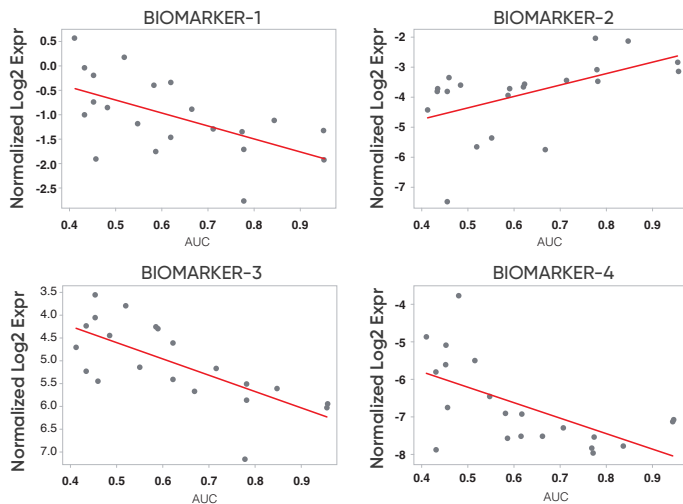 BIOMARKER-1
Normalized Log2 Expr
0.5
0.0
-0.5
-1.0
-1.5
-2.0
-2.5
0.4 0.5 0.6 0.7 0.8 0.9
AUC
BIOMARKER-2
Normalized Log2 Expr
-2
-3
-4
-5
-6
-7
0.4 0.5 0.6 0.7 0.8 0.9
AUC
BIOMARKER-3
Normalized Log2 Expr
3.5
4.0
4.5
5.0
5.5
6.0
7.0
0.4 0.5 0.6 0.7 0.8 0.9
AUC
BIOMARKER-4
Normalized Log2 Expr
-4
-5
-6
-7
-8
0.4 0.5 0.6 0.7 0.8 0.9
AUC